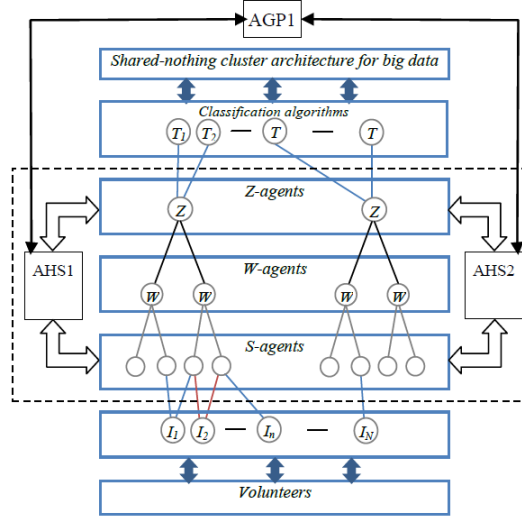 AGP1
Shared-nothing cluster architecture for big data
Classification algorithms
T1 T2 T T
Z-agents
Z Z
AHS1 AHS2
W-agents
W W W W
S-agents
I1 I2 In IN
Volunteers